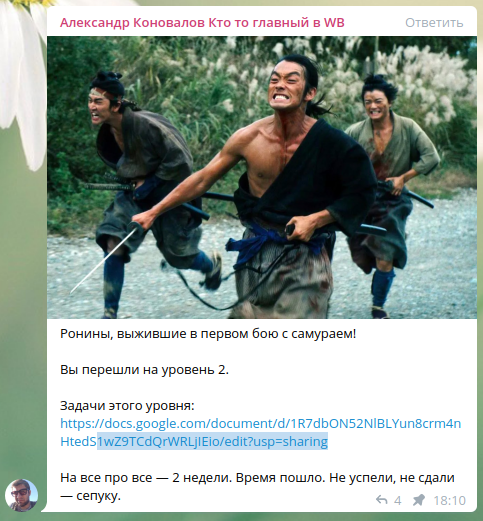 Александр Коновалов Кто то главный в WB
Ответить
Ронины, выжившие в первом бою с самураем!
Вы перешли на уровень 2.
Задачи этого уровня:
https://docs.google.com/document/d/1R7dbON52NlBLYun8crm4n
HtedS1wZ9TCdQrWRLjIEio/edit?usp=sharing
На все про все — 2 недели. Время пошло. Не успели, не сдали
— сепуку.
4
18:10